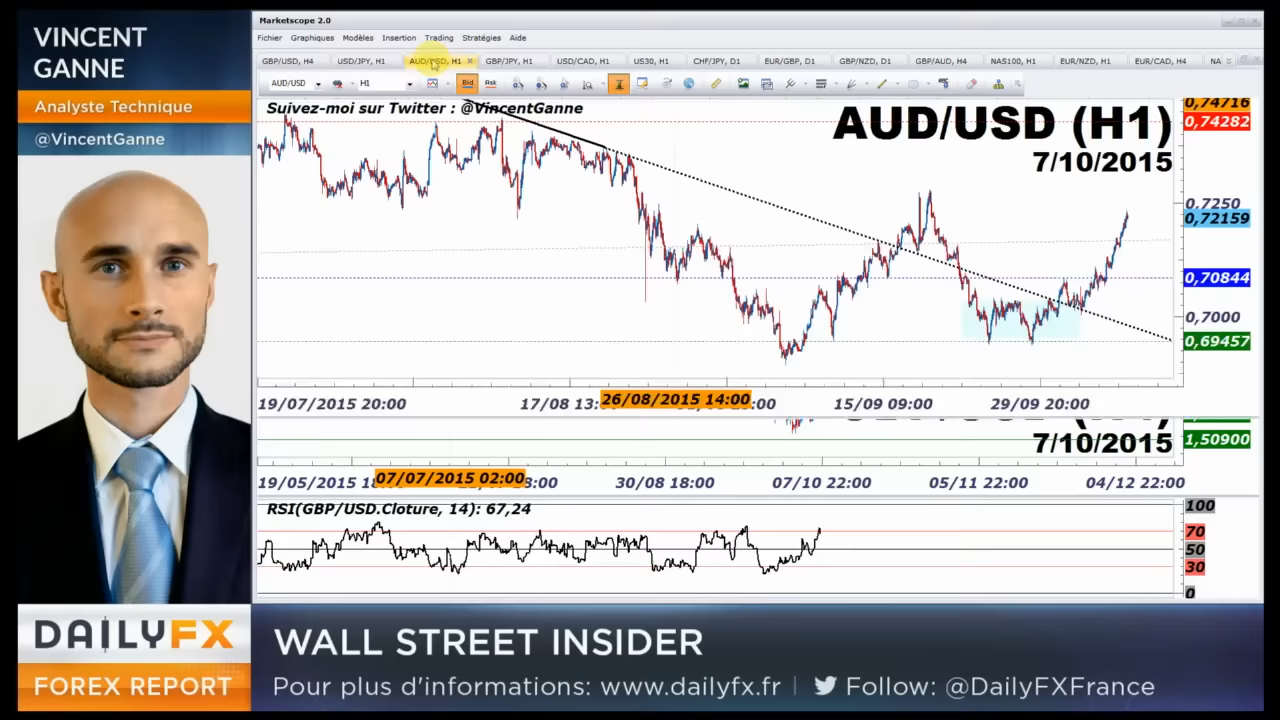 VINCENT
GANNE
Analyste Technique
@VincentGanne
Marketscope 2.0
Fichier Graphiques Modèles Insertion Trading Stratégies Aide
GBP/USD, H4 USD/JPY, H1 AUD/USD, H1 GBP/JPY, H1 USD/CAD, H1 US30, H1 CHF/JPY, D1 EUR/GBP, D1 GBP/NZD, D1 GBP/AUD, H4 NAS100, H1 EUR/NZD, H1 EUR/CAD, H4 NA
AUD/USD H1 Bid Ask
Suivez-moi sur Twitter : @VincentGanne
AUD/USD (H1)
7/10/2015
0,74716
0,74282
0,7250
0,72159
0,70844
0,7000
0,69457
19/07/2015 20:00 17/08 13: 26/08/2015 14:00 :00 15/09 09:00 29/09 20:00
7/10/2015
1,50900
19/05/2015 07/07/2015 02:00 30/08 18:00 07/10 22:00 05/11 22:00 04/12 22:00
RSI(GBP/USD.Cloture, 14): 67,24
100
70
50
30
0
DAILYFX
FOREX REPORT
WALL STREET INSIDER
Pour plus d'informations: www.dailyfx.fr | Follow: @DailyFXFrance